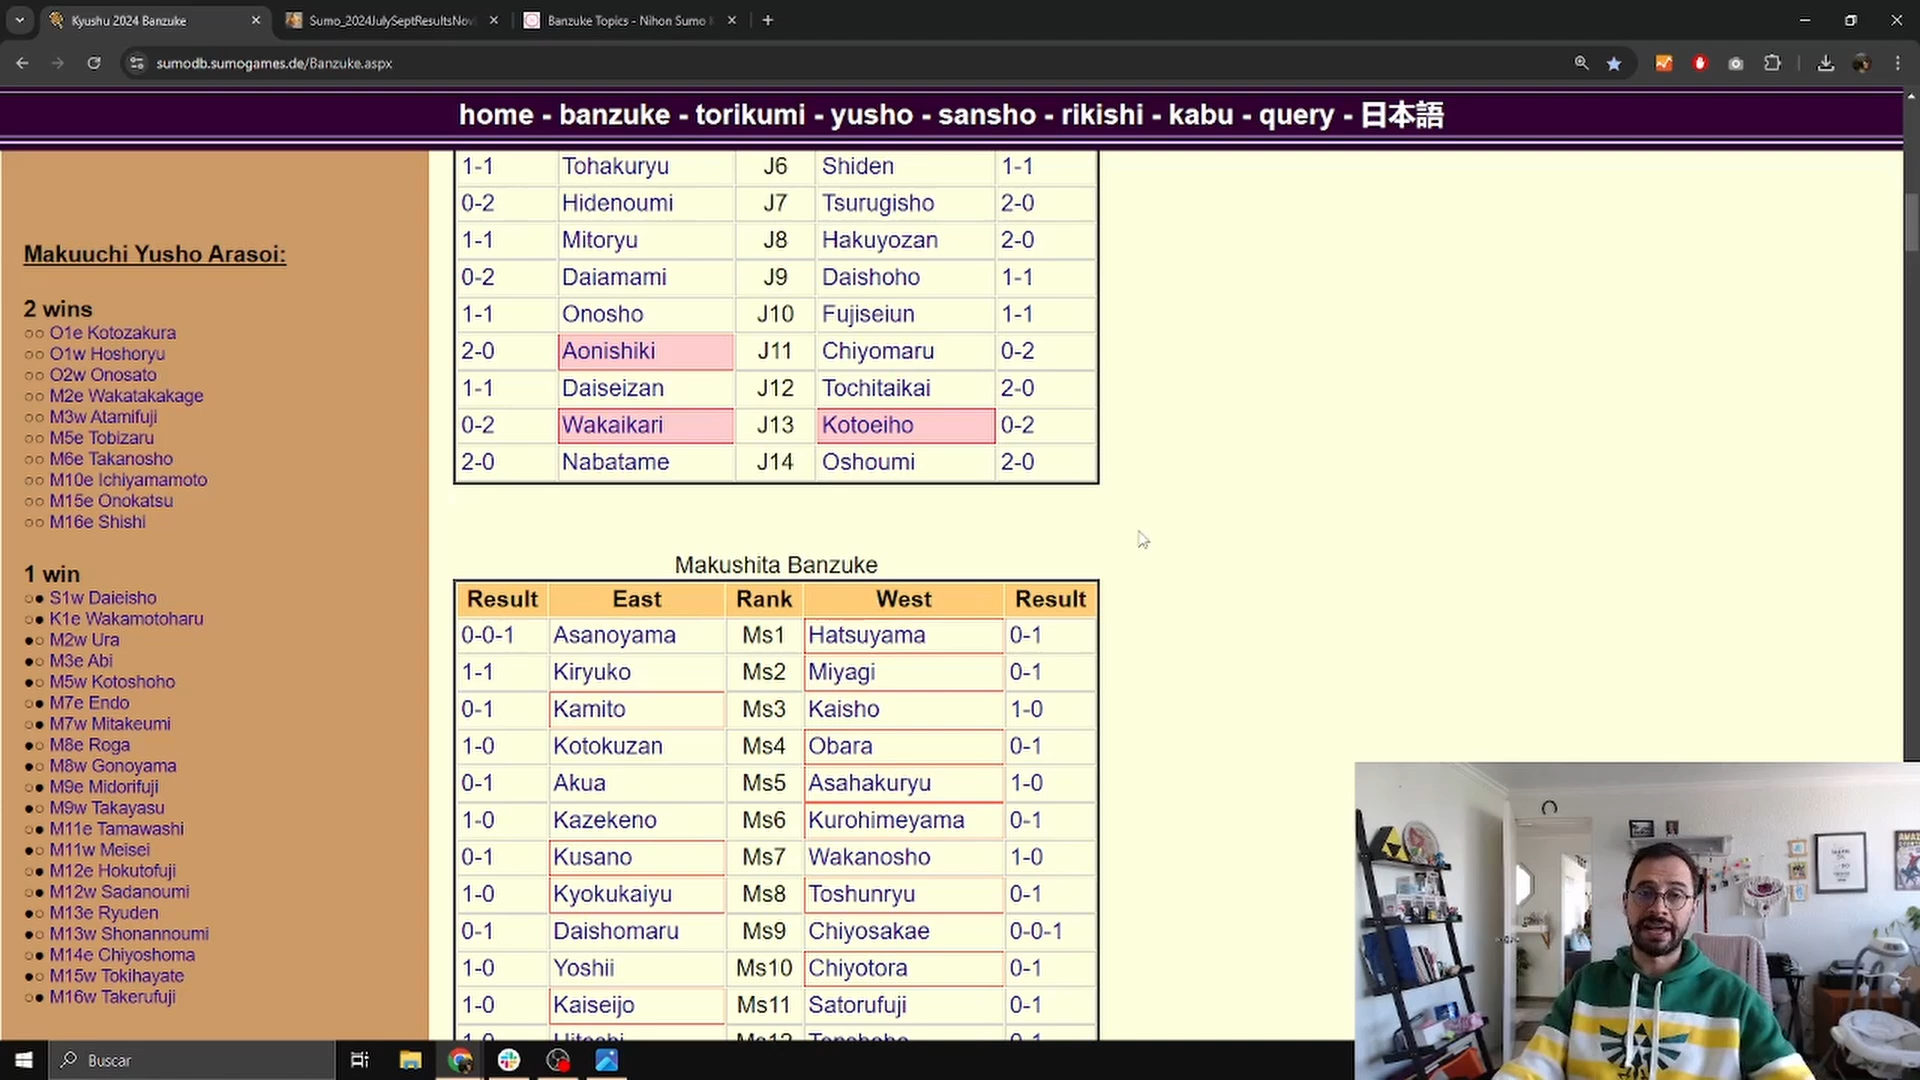 Kyushu 2024 Banzuke
Sumo_2024JulySeptResultsNov
Banzuke Topics - Nihon Sumo
sumodb.sumogames.de/Banzuke.aspx
home - banzuke - torikumi - yusho - sansho - rikishi - kabu - query - 日本語
Makuuchi Yusho Arasoi:
2 wins
○○ O1e Kotozakura
○○ O1w Hoshoryu
○○ O2w Onosato
○○ M2e Wakatakakage
○○ M3w Atamifuji
○○ M5e Tobizaru
○○ M6e Takanosho
○○ M10e Ichiyamamoto
○○ M15e Onokatsu
○○ M16e Shishi
1 win
○● S1w Daieisho
○● K1e Wakamotoharu
●○ M2w Ura
●○ M3e Abi
●○ M5w Kotoshoho
○● M7e Endo
○● M7w Mitakeumi
●○ M8e Roga
●○ M8w Gonoyama
○● M9e Midorifuji
●○ M9w Takayasu
○● M11e Tamawashi
●○ M11w Meisei
○● M12e Hokutofuji
○● M12w Sadanoumi
●○ M13e Ryuden
●○ M13w Shonannoumi
○● M14e Chiyoshoma
●○ M15w Tokihayate
○● M16w Takerufuji
1-1 Tohakuryu J6 Shiden 1-1
0-2 Hidenoumi J7 Tsurugisho 2-0
1-1 Mitoryu J8 Hakuyozan 2-0
0-2 Daiamami J9 Daishoho 1-1
1-1 Onosho J10 Fujiseiun 1-1
2-0 Aonishiki J11 Chiyomaru 0-2
1-1 Daiseizan J12 Tochitaikai 2-0
0-2 Wakaikari J13 Kotoeiho 0-2
2-0 Nabatame J14 Oshoumi 2-0
Makushita Banzuke
Result East Rank West Result
0-0-1 Asanoyama Ms1 Hatsuyama 0-1
1-1 Kiryuko Ms2 Miyagi 0-1
0-1 Kamito Ms3 Kaisho 1-0
1-0 Kotokuzan Ms4 Obara 0-1
0-1 Akua Ms5 Asahakuryu 1-0
1-0 Kazekeno Ms6 Kurohimeyama 0-1
0-1 Kusano Ms7 Wakanosho 1-0
1-0 Kyokukaiyu Ms8 Toshunryu 0-1
0-1 Daishomaru Ms9 Chiyosakae 0-0-1
1-0 Yoshii Ms10 Chiyotora 0-1
1-0 Kaiseijo Ms11 Satorufuji 0-1
Buscar